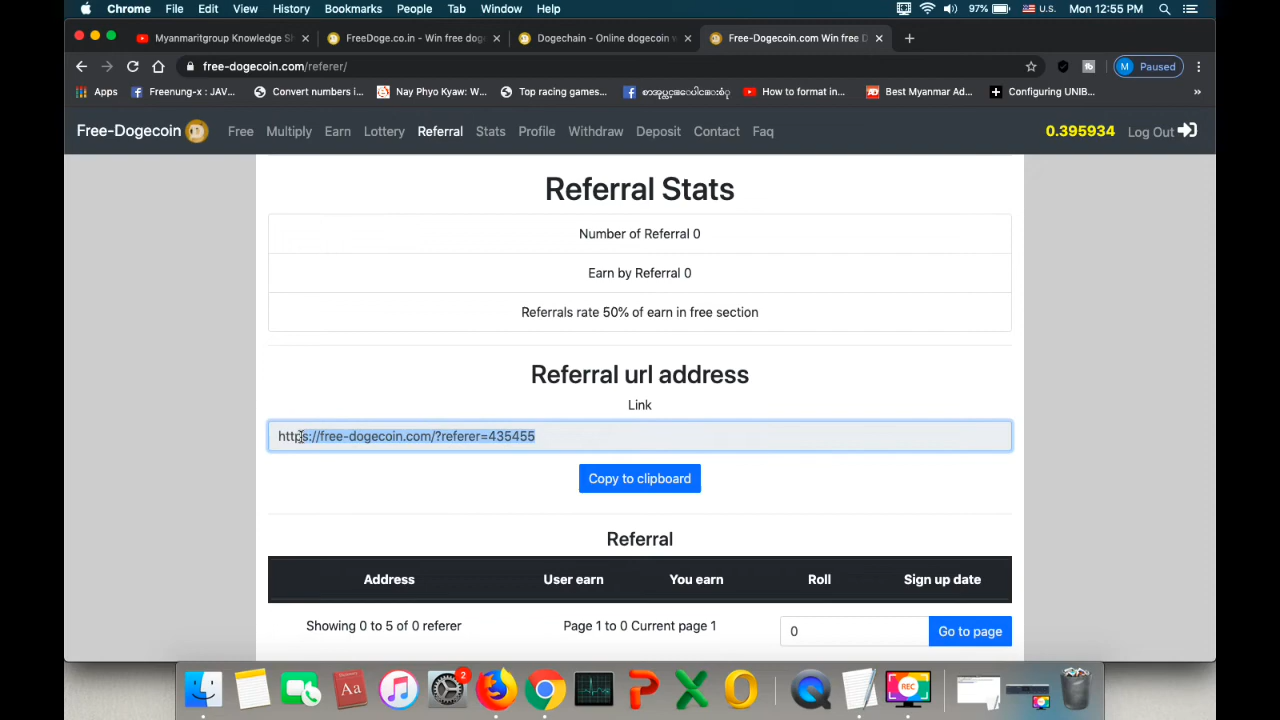 Chrome File Edit View History Bookmarks People Tab Window Help 97% U.S. Mon 12:55 PM
Myanmaritgroup Knowledge S × FreeDoge.co.in - Win free dog × Dogechain - Online dogecoin w × Free-Dogecoin.com Win free D × +
free-dogecoin.com/referer/ M Paused
Apps Freenung-x : JAV... Convert numbers i... Nay Phyo Kyaw: W... Top racing games... How to format in... Best Myanmar Ad... Configuring UNIB... »
Free-Dogecoin Free Multiply Earn Lottery Referral Stats Profile Withdraw Deposit Contact Faq 0.395934 Log Out
Referral Stats
Number of Referral 0
Earn by Referral 0
Referrals rate 50% of earn in free section
Referral url address
Link
https://free-dogecoin.com/?referer=435455
Copy to clipboard
Referral
Address User earn You earn Roll Sign up date
Showing 0 to 5 of 0 referer Page 1 to 0 Current page 1 0 Go to page
2 Aa P X O Q REC